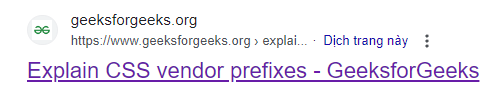 geeksforgeeks.org
https://www.geeksforgeeks.org › explai... · Dịch trang này
Explain CSS vendor prefixes - GeeksforGeeks